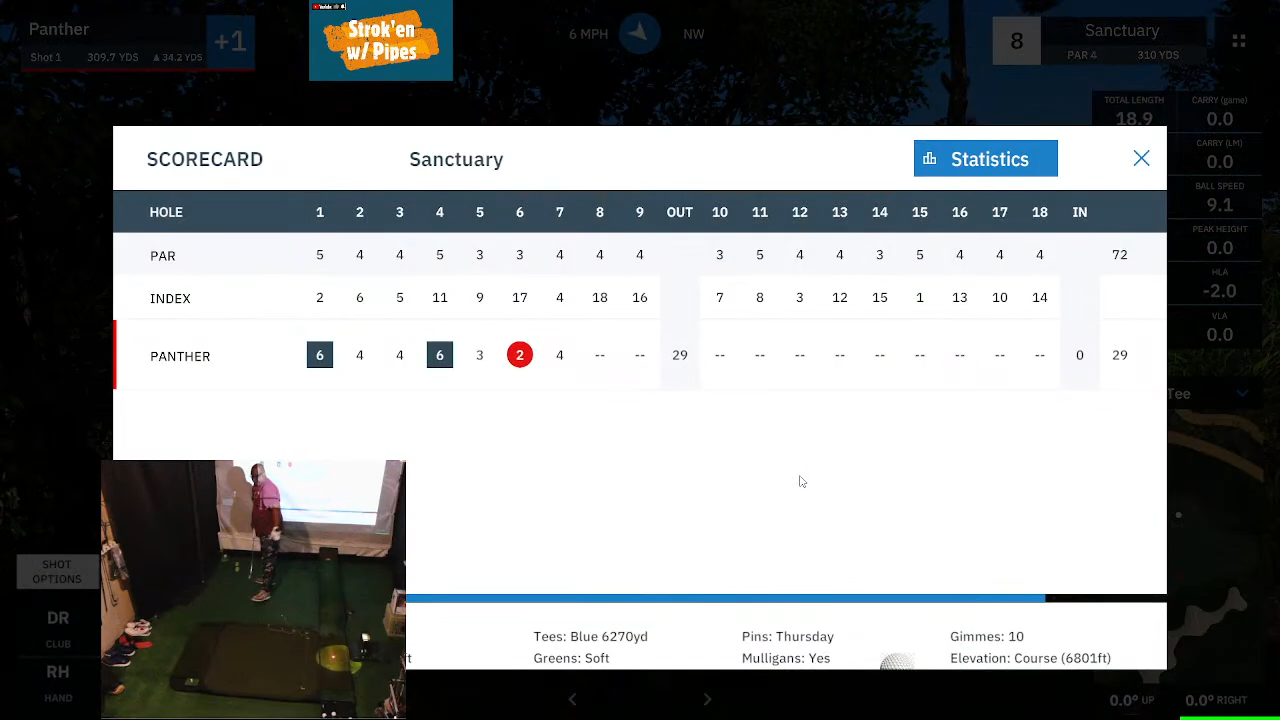 Panther
Shot 1 309.7 YDS ▲ 34.2 YDS
+1
YouTube
Strok'en
w/ Pipes
6 MPH NW
8
Sanctuary
PAR 4 310 YDS
TOTAL LENGTH
18.9
CARRY (game)
0.0
CARRY (LM)
0.0
BALL SPEED
9.1
PEAK HEIGHT
0.0
HLA
-2.0
VLA
0.0
SCORECARD Sanctuary Statistics
HOLE 1 2 3 4 5 6 7 8 9 OUT 10 11 12 13 14 15 16 17 18 IN
PAR 5 4 4 5 3 3 4 4 4 3 5 4 4 3 5 4 4 4 72
INDEX 2 6 5 11 9 17 4 18 16 7 8 3 12 15 1 13 10 14
PANTHER 6 4 4 6 3 2 4 -- -- 29 -- -- -- -- -- -- -- -- -- 0 29
Tee
SHOT
OPTIONS
DR
CLUB
RH
HAND
ft
Tees: Blue 6270yd
Greens: Soft
Pins: Thursday
Mulligans: Yes
Gimmes: 10
Elevation: Course (6801ft)
0.0° UP 0.0° RIGHT